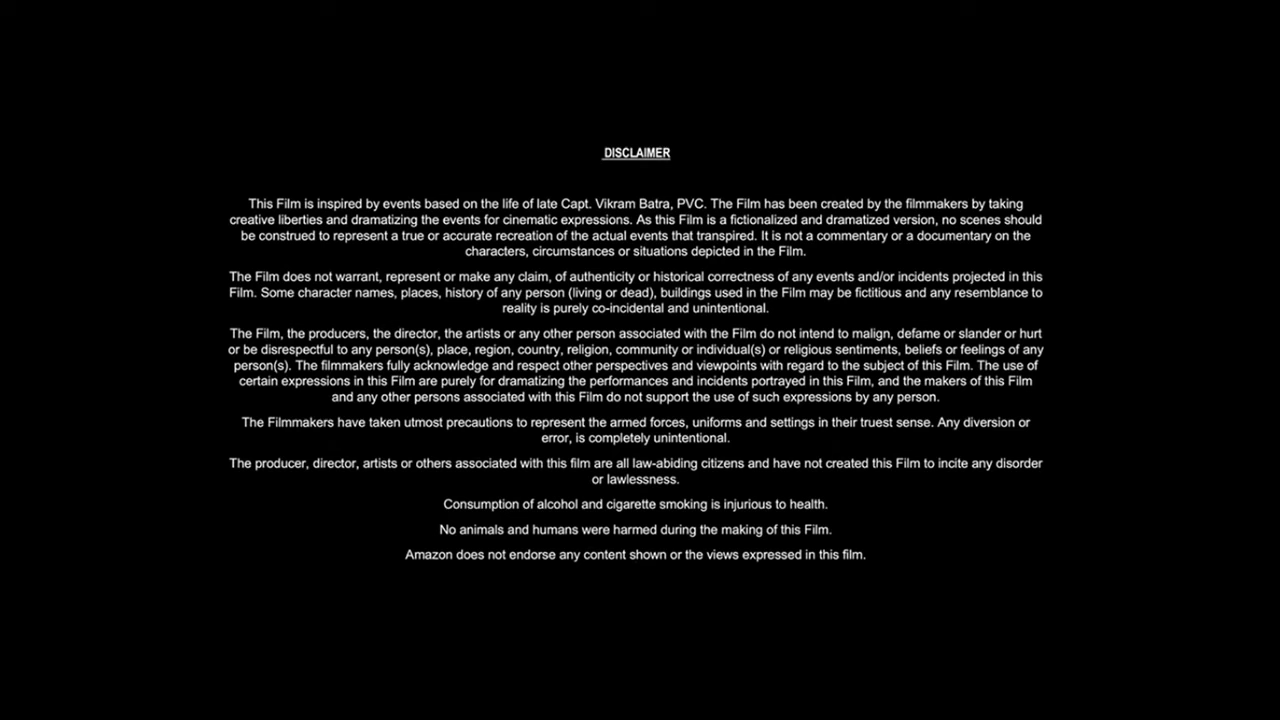 DISCLAIMER
This Film is inspired by events based on the life of late Capt. Vikram Batra, PVC. The Film has been created by the filmmakers by taking
creative liberties and dramatizing the events for cinematic expressions. As this Film is a fictionalized and dramatized version, no scenes should
be construed to represent a true or accurate recreation of the actual events that transpired. It is not a commentary or a documentary on the
characters, circumstances or situations depicted in the Film.
The Film does not warrant, represent or make any claim, of authenticity or historical correctness of any events and/or incidents projected in this
Film. Some character names, places, history of any person (living or dead), buildings used in the Film may be fictitious and any resemblance to
reality is purely co-incidental and unintentional.
The Film, the producers, the director, the artists or any other person associated with the Film do not intend to malign, defame or slander or hurt
or be disrespectful to any person(s), place, region, country, religion, community or individual(s) or religious sentiments, beliefs or feelings of any
person(s). The filmmakers fully acknowledge and respect other perspectives and viewpoints with regard to the subject of this Film. The use of
certain expressions in this Film are purely for dramatizing the performances and incidents portrayed in this Film, and the makers of this Film
and any other persons associated with this Film do not support the use of such expressions by any person.
The Filmmakers have taken utmost precautions to represent the armed forces, uniforms and settings in their truest sense. Any diversion or
error, is completely unintentional.
The producer, director, artists or others associated with this film are all law-abiding citizens and have not created this Film to incite any disorder
or lawlessness.
Consumption of alcohol and cigarette smoking is injurious to health.
No animals and humans were harmed during the making of this Film.
Amazon does not endorse any content shown or the views expressed in this film.